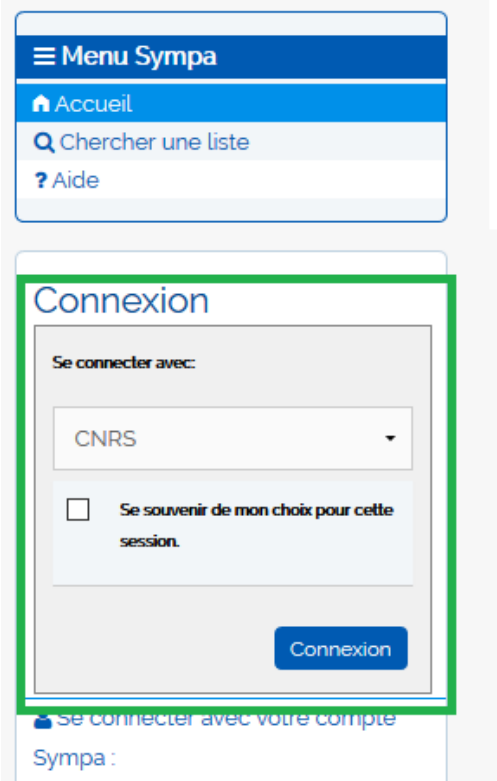 Menu Sympa
Accueil
Chercher une liste
? Aide
Connexion
Se connecter avec:
CNRS
Se souvenir de mon choix pour cette
session.
Connexion
Se connecter avec votre compte
Sympa :